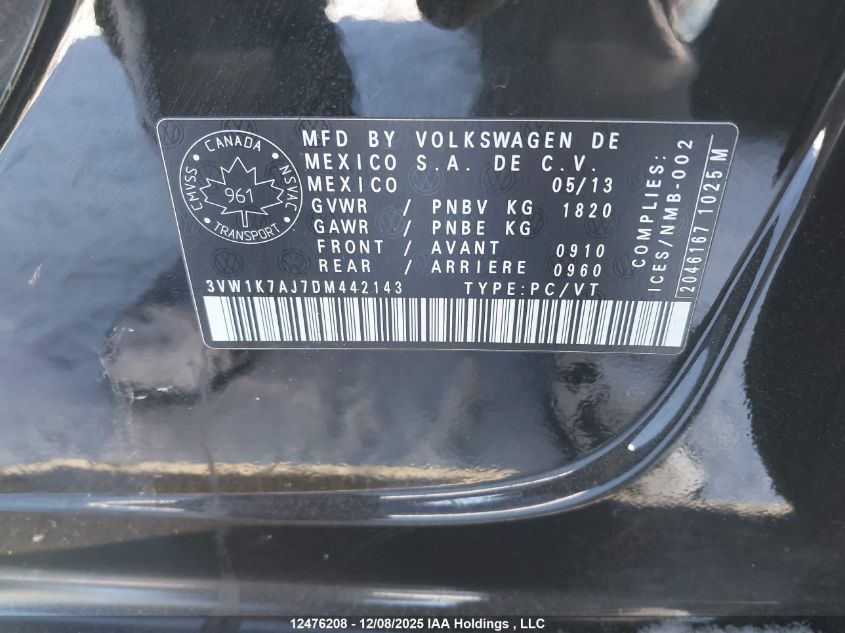 MFD BY VOLKSWAGEN DE
MEXICO S.A. DE C.V.
MEXICO 05/13
GVWR / PNBV KG 1820
GAWR / PNBE KG
FRONT / AVANT 0910
REAR / ARRIERE 0960
3VW1K7AJ7DM442143 TYPE:PC/VT
CANADA
CMVSS
NSVAC
961
TRANSPORT
COMPLIES:
ICES/NMB-002
2046167 1025 M
12476208 - 12/08/2025 IAA Holdings , LLC